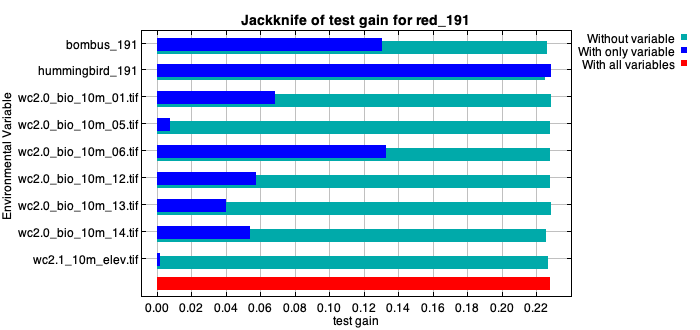 Jackknife of test gain for red_191
Without variable
With only variable
With all variables
Environmental Variable
bombus_191
hummingbird_191
wc2.0_bio_10m_01.tif
wc2.0_bio_10m_05.tif
wc2.0_bio_10m_06.tif
wc2.0_bio_10m_12.tif
wc2.0_bio_10m_13.tif
wc2.0_bio_10m_14.tif
wc2.1_10m_elev.tif
0.00 0.02 0.04 0.06 0.08 0.10 0.12 0.14 0.16 0.18 0.20 0.22
test gain